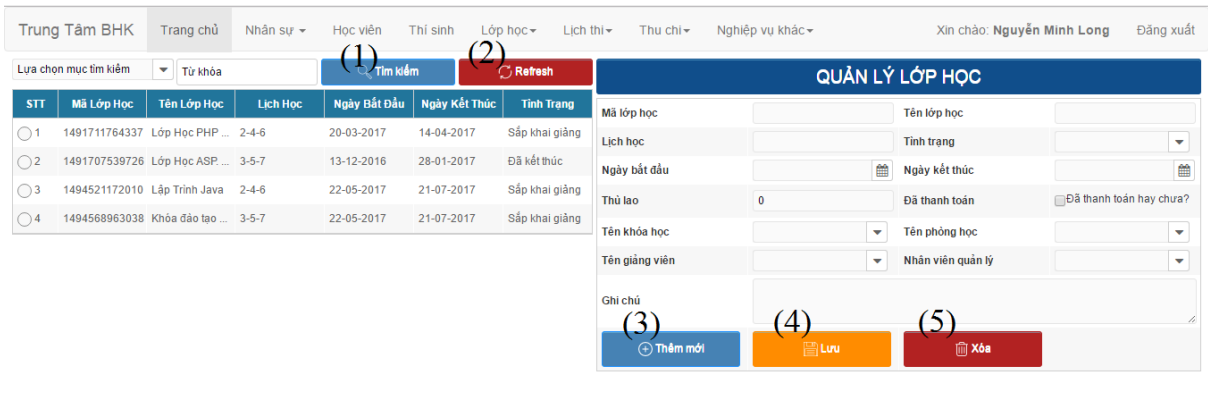 Trung Tâm BHK Trang chủ Nhân sự Học viên Thí sinh Lớp học Lịch thi Thu chi Nghiệp vụ khác Xin chào: Nguyễn Minh Long Đăng xuất
Lựa chọn mục tìm kiếm Từ khóa (1) Tìm kiếm (2) Refresh
STT Mã Lớp Học Tên Lớp Học Lịch Học Ngày Bắt Đầu Ngày Kết Thúc Tình Trạng
1 1491711764337 Lớp Học PHP ... 2-4-6 20-03-2017 14-04-2017 Sắp khai giảng
2 1491707539726 Lớp Học ASP. ... 3-5-7 13-12-2016 28-01-2017 Đã kết thúc
3 1494521172010 Lập Trình Java 2-4-6 22-05-2017 21-07-2017 Sắp khai giảng
4 1494568963038 Khóa đào tạo ... 3-5-7 22-05-2017 21-07-2017 Sắp khai giảng
QUẢN LÝ LỚP HỌC
Mã lớp học Tên lớp học
Lịch học Tình trạng
Ngày bắt đầu Ngày kết thúc
Thù lao 0 Đã thanh toán Đã thanh toán hay chưa?
Tên khóa học Tên phòng học
Tên giảng viên Nhân viên quản lý
Ghi chú
(3) Thêm mới (4) Lưu (5) Xóa